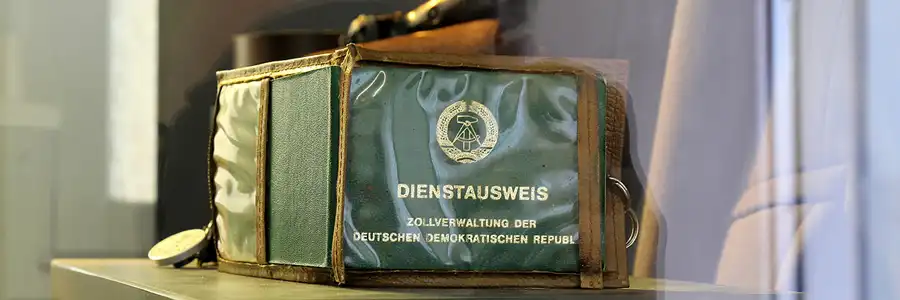 DIENSTAUSWEIS
ZOLLVERWALTUNG DER
DEUTSCHEN DEMOKRATISCHEN REPUBL